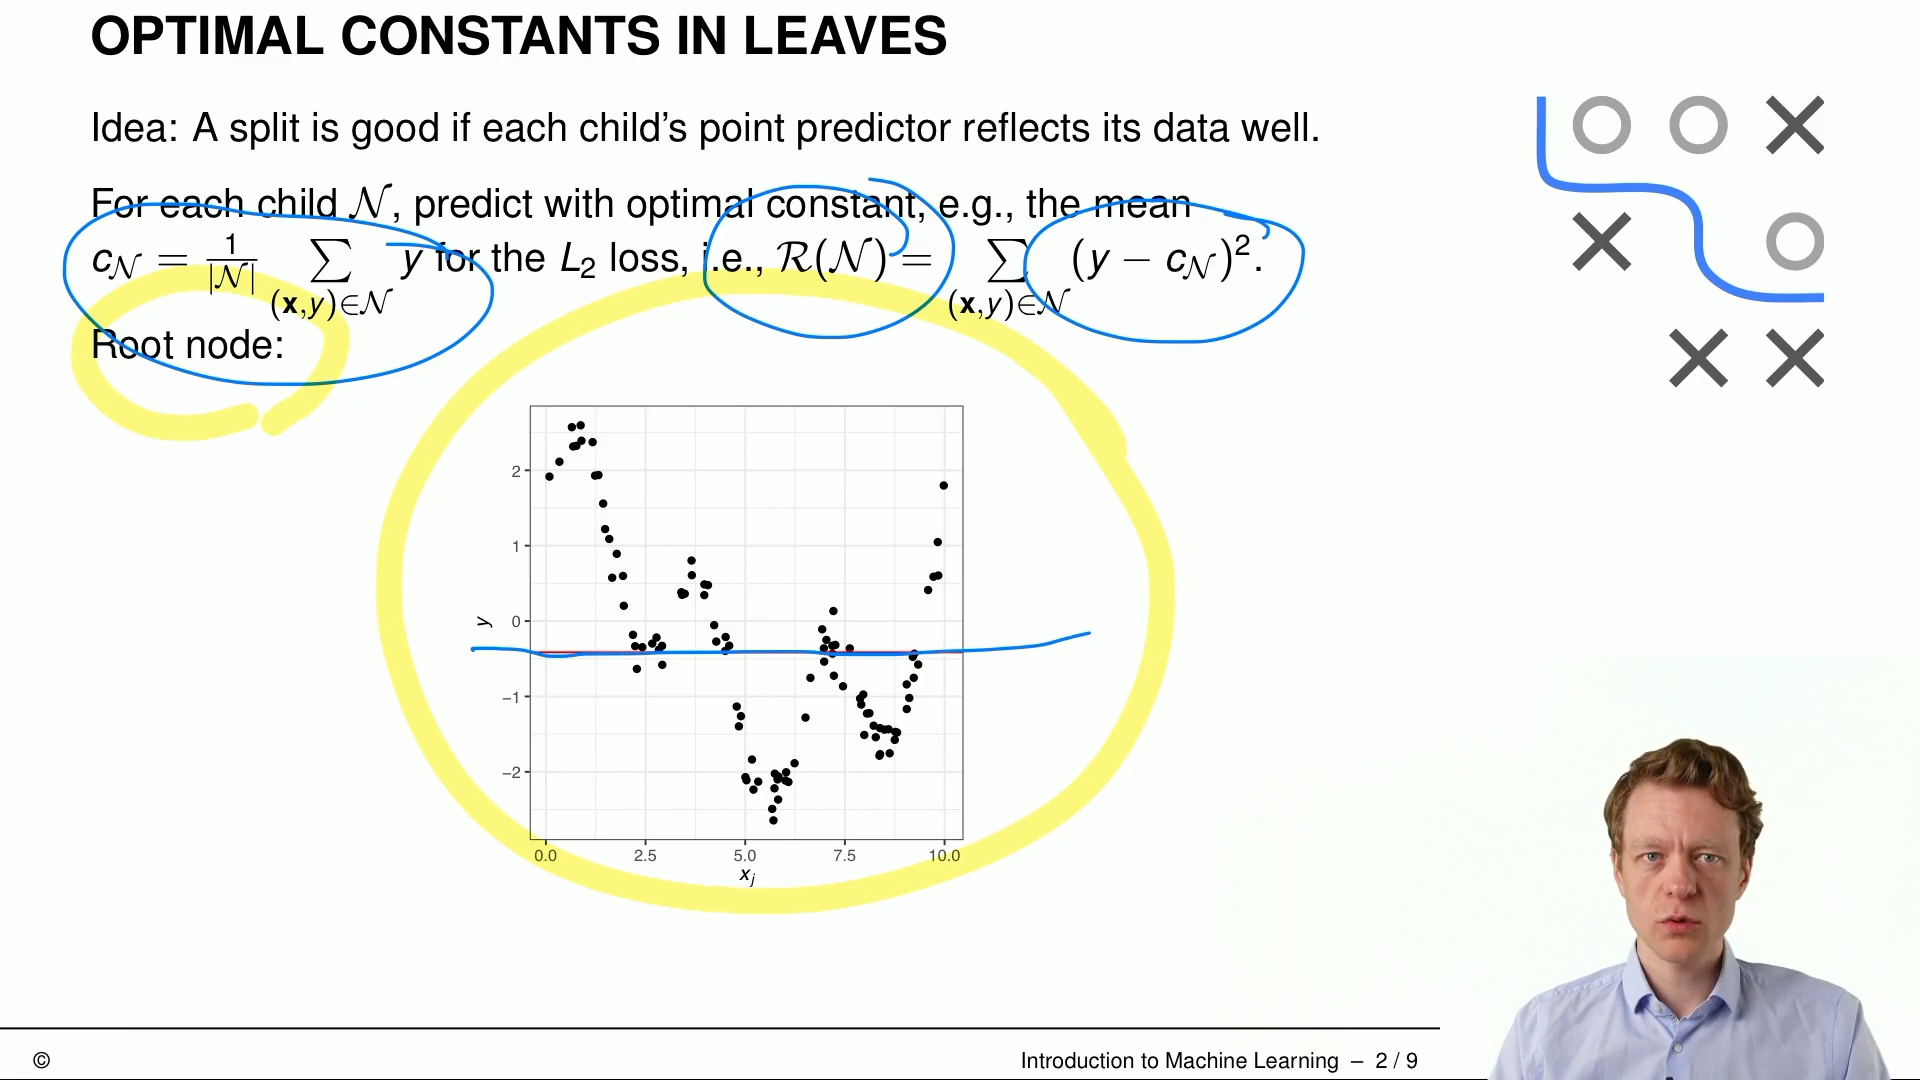 OPTIMAL CONSTANTS IN LEAVES
Idea: A split is good if each child's point predictor reflects its data well.
For each child 𝒩, predict with optimal constant, e.g., the mean
c𝒩 = 1/|𝒩| ∑(x,y)∈𝒩 y for the L₂ loss, i.e., ℛ(𝒩) = ∑(x,y)∈𝒩 (y − c𝒩)².
Root node:
2
1
0
−1
−2
y
0.0 2.5 5.0 7.5 10.0
xⱼ
© Introduction to Machine Learning – 2 / 9